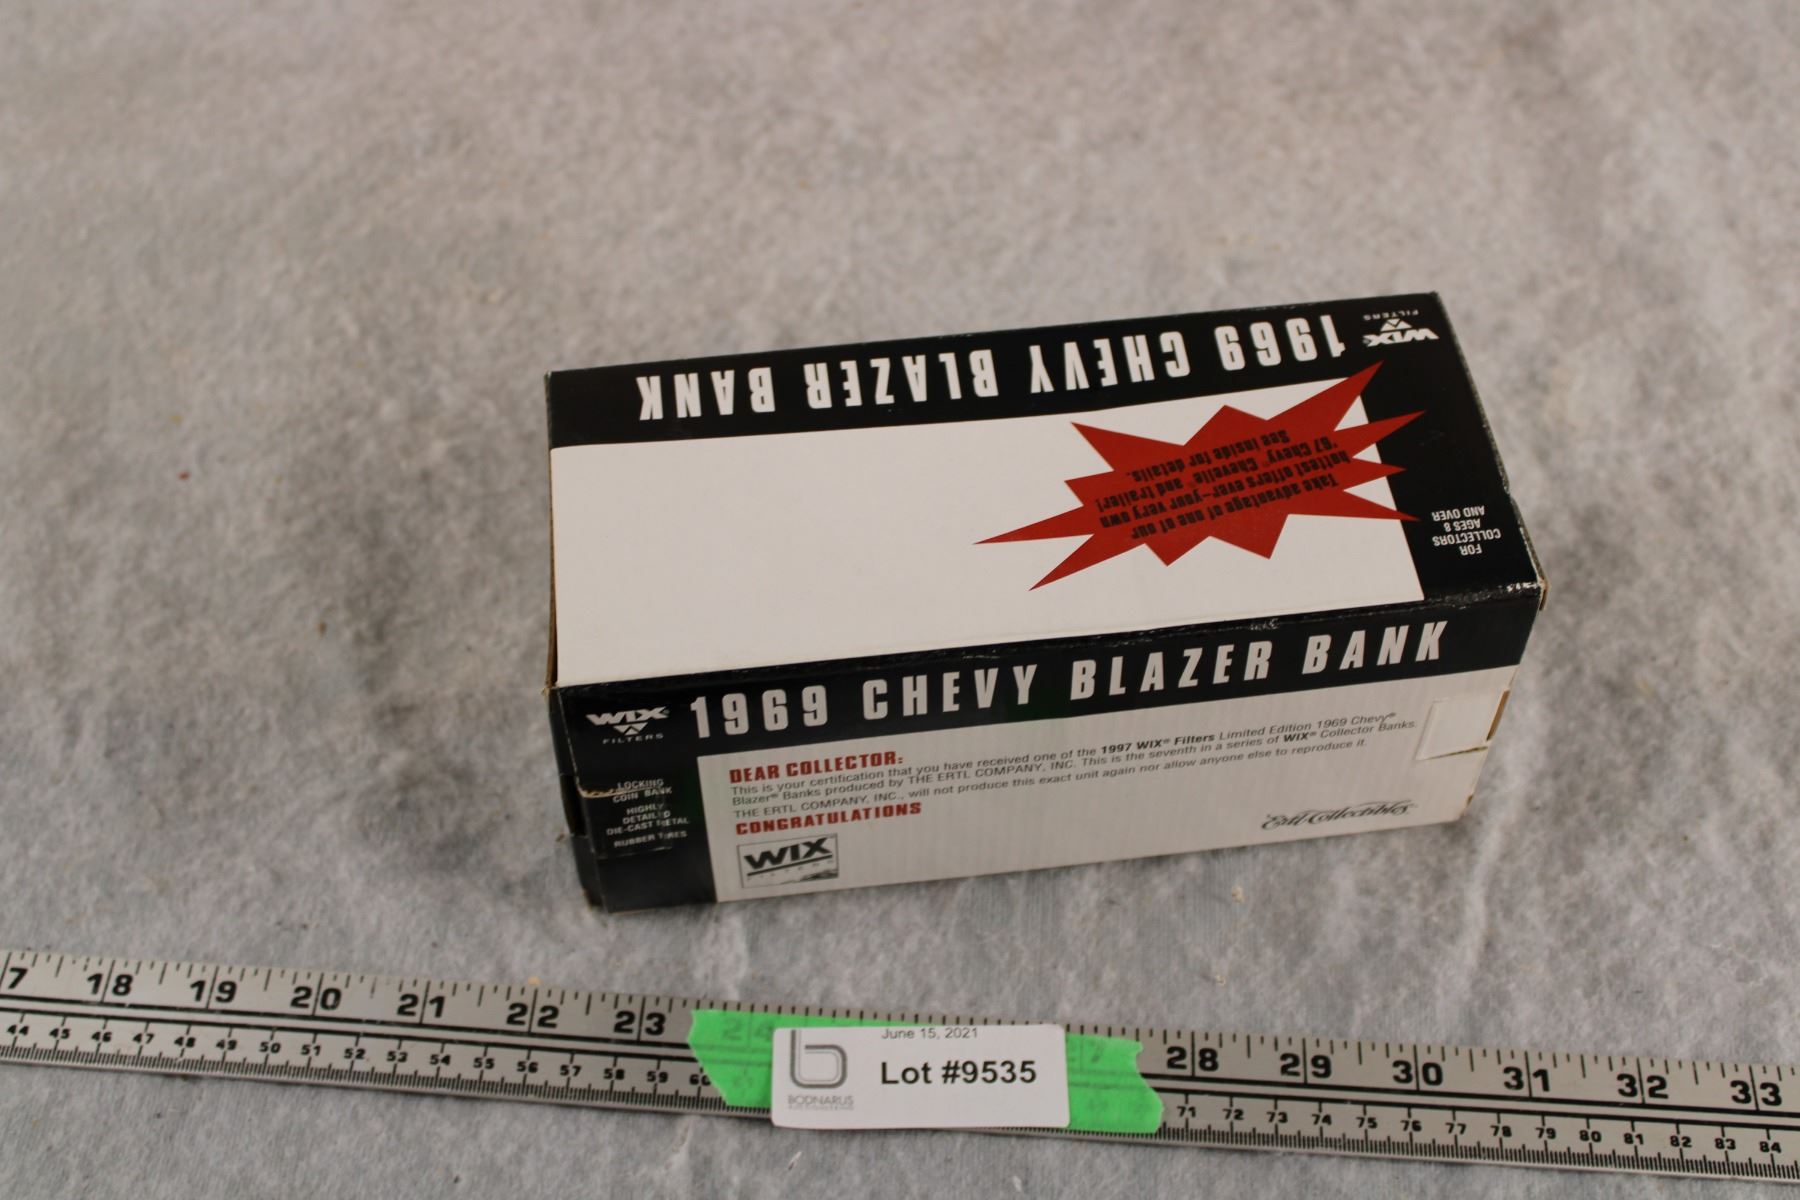 1969 CHEVY BLAZER BANK
WIX
FILTERS
Take advantage of one of our
hottest offers ever—your very own
'67 Chevy® Chevelle® and trailer!
See inside for details.
FOR
COLLECTORS
AGES 8
AND OVER
WIX
FILTERS
1969 CHEVY BLAZER BANK
LOCKING
COIN BANK
HIGHLY
DETAILED
DIE-CAST METAL
RUBBER TIRES
DEAR COLLECTOR:
This is your certification that you have received one of the 1997 WIX® Filters Limited Edition 1969 Chevy®
Blazer® Banks produced by THE ERTL COMPANY, INC. This is the seventh in a series of WIX® Collector Banks.
THE ERTL COMPANY, INC., will not produce this exact unit again nor allow anyone else to reproduce it.
CONGRATULATIONS
WIX
FILTERS
Ertl Collectibles
7 18 19 20 21 22 23 24 27 28 29 30 31 32 33
44 45 46 47 48 49 50 51 52 53 54 55 56 57 58 59 60 71 72 73 74 75 76 77 78 79 80 81 82 83 84
June 15, 2021
Lot #9535
BODNARUS
AUCTIONEERING